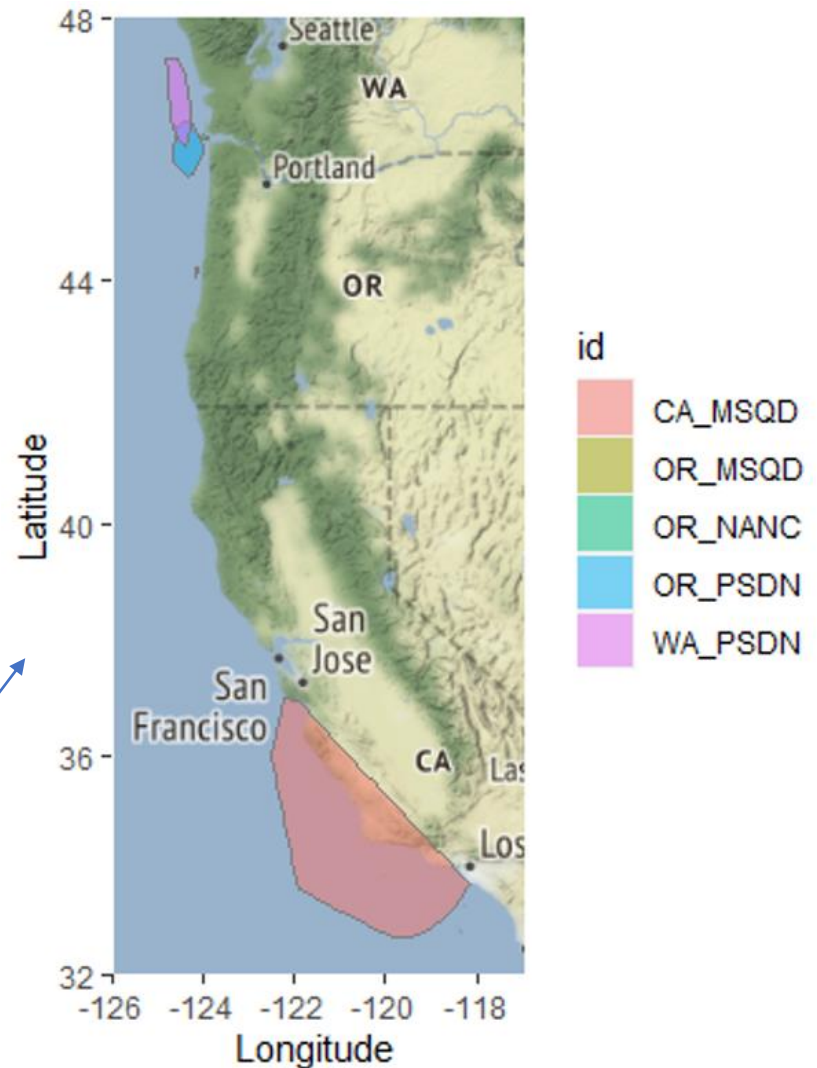 48
Seattle
WA
Portland
44
OR
id
CA_MSQD
OR_MSQD
OR_NANC
OR_PSDN
WA_PSDN
Latitude
40
San
Jose
San
Francisco
36
CA
Las
Los
32
-126 -124 -122 -120 -118
Longitude